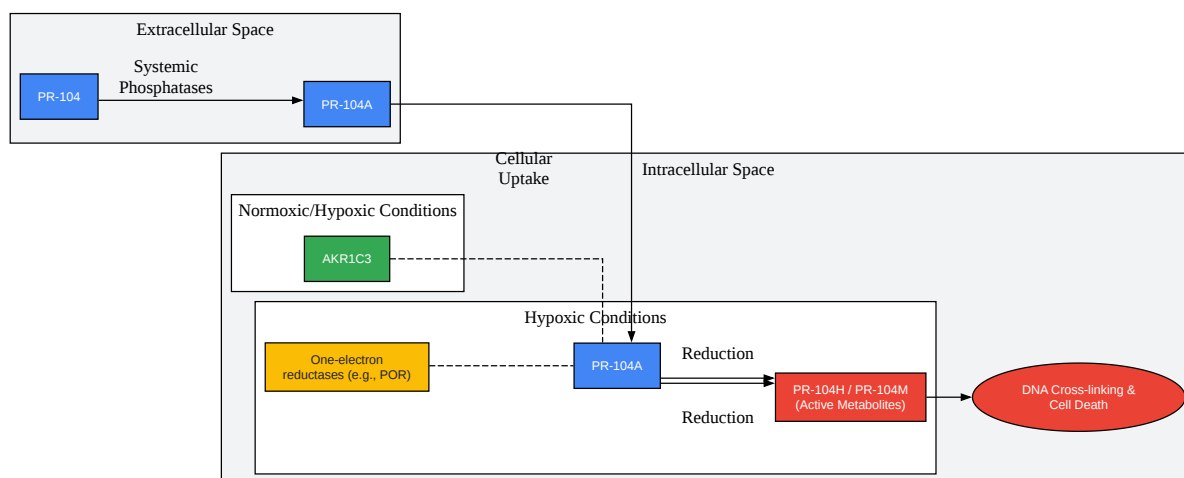 Extracellular Space
Systemic
Phosphatases
PR-104
PR-104A
Cellular
Uptake
Intracellular Space
Normoxic/Hypoxic Conditions
AKR1C3
Hypoxic Conditions
One-electron
reductases (e.g., POR)
PR-104A
Reduction
Reduction
PR-104H / PR-104M
(Active Metabolites)
DNA Cross-linking &
Cell Death